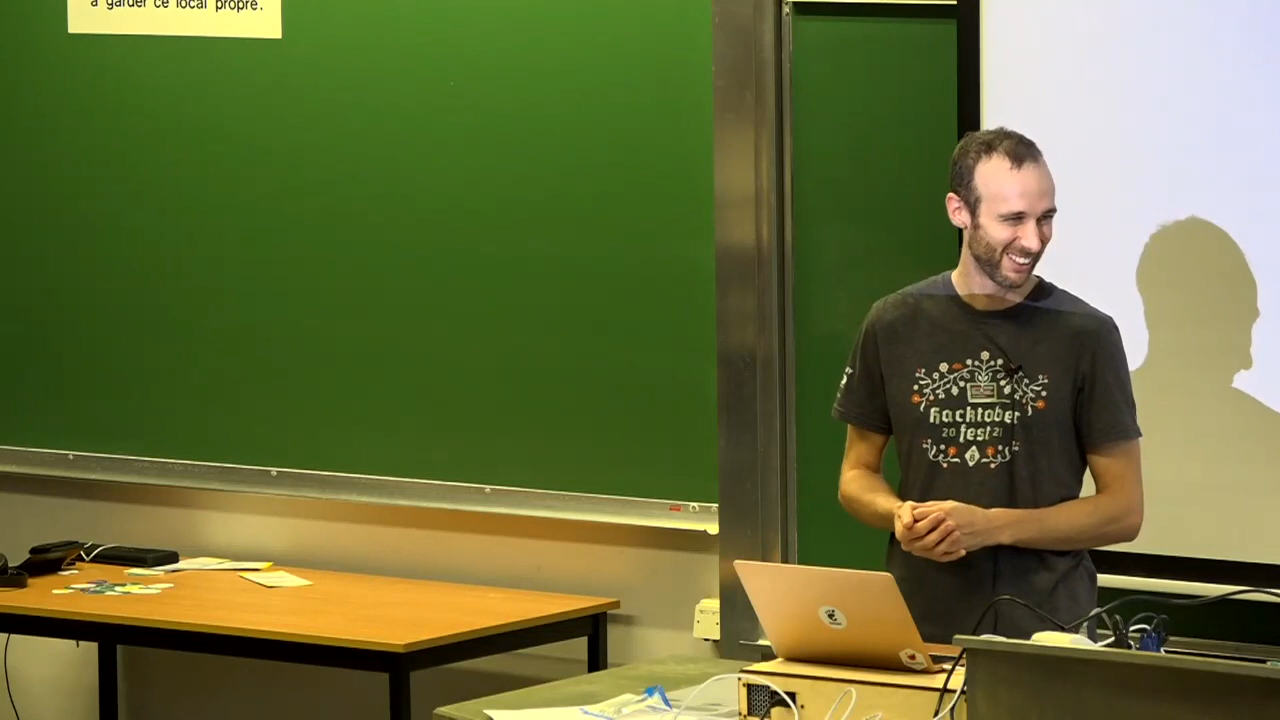 à garder ce local propre.
hacktober
20 fest 21